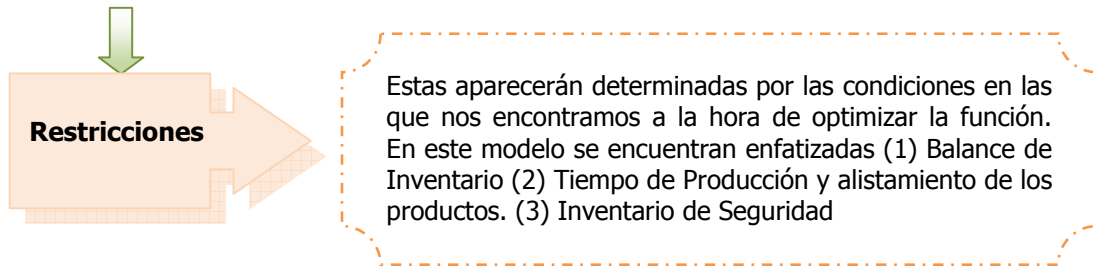 Restricciones
Estas aparecerán determinadas por las condiciones en las
que nos encontramos a la hora de optimizar la función.
En este modelo se encuentran enfatizadas (1) Balance de
Inventario (2) Tiempo de Producción y alistamiento de los
productos. (3) Inventario de Seguridad